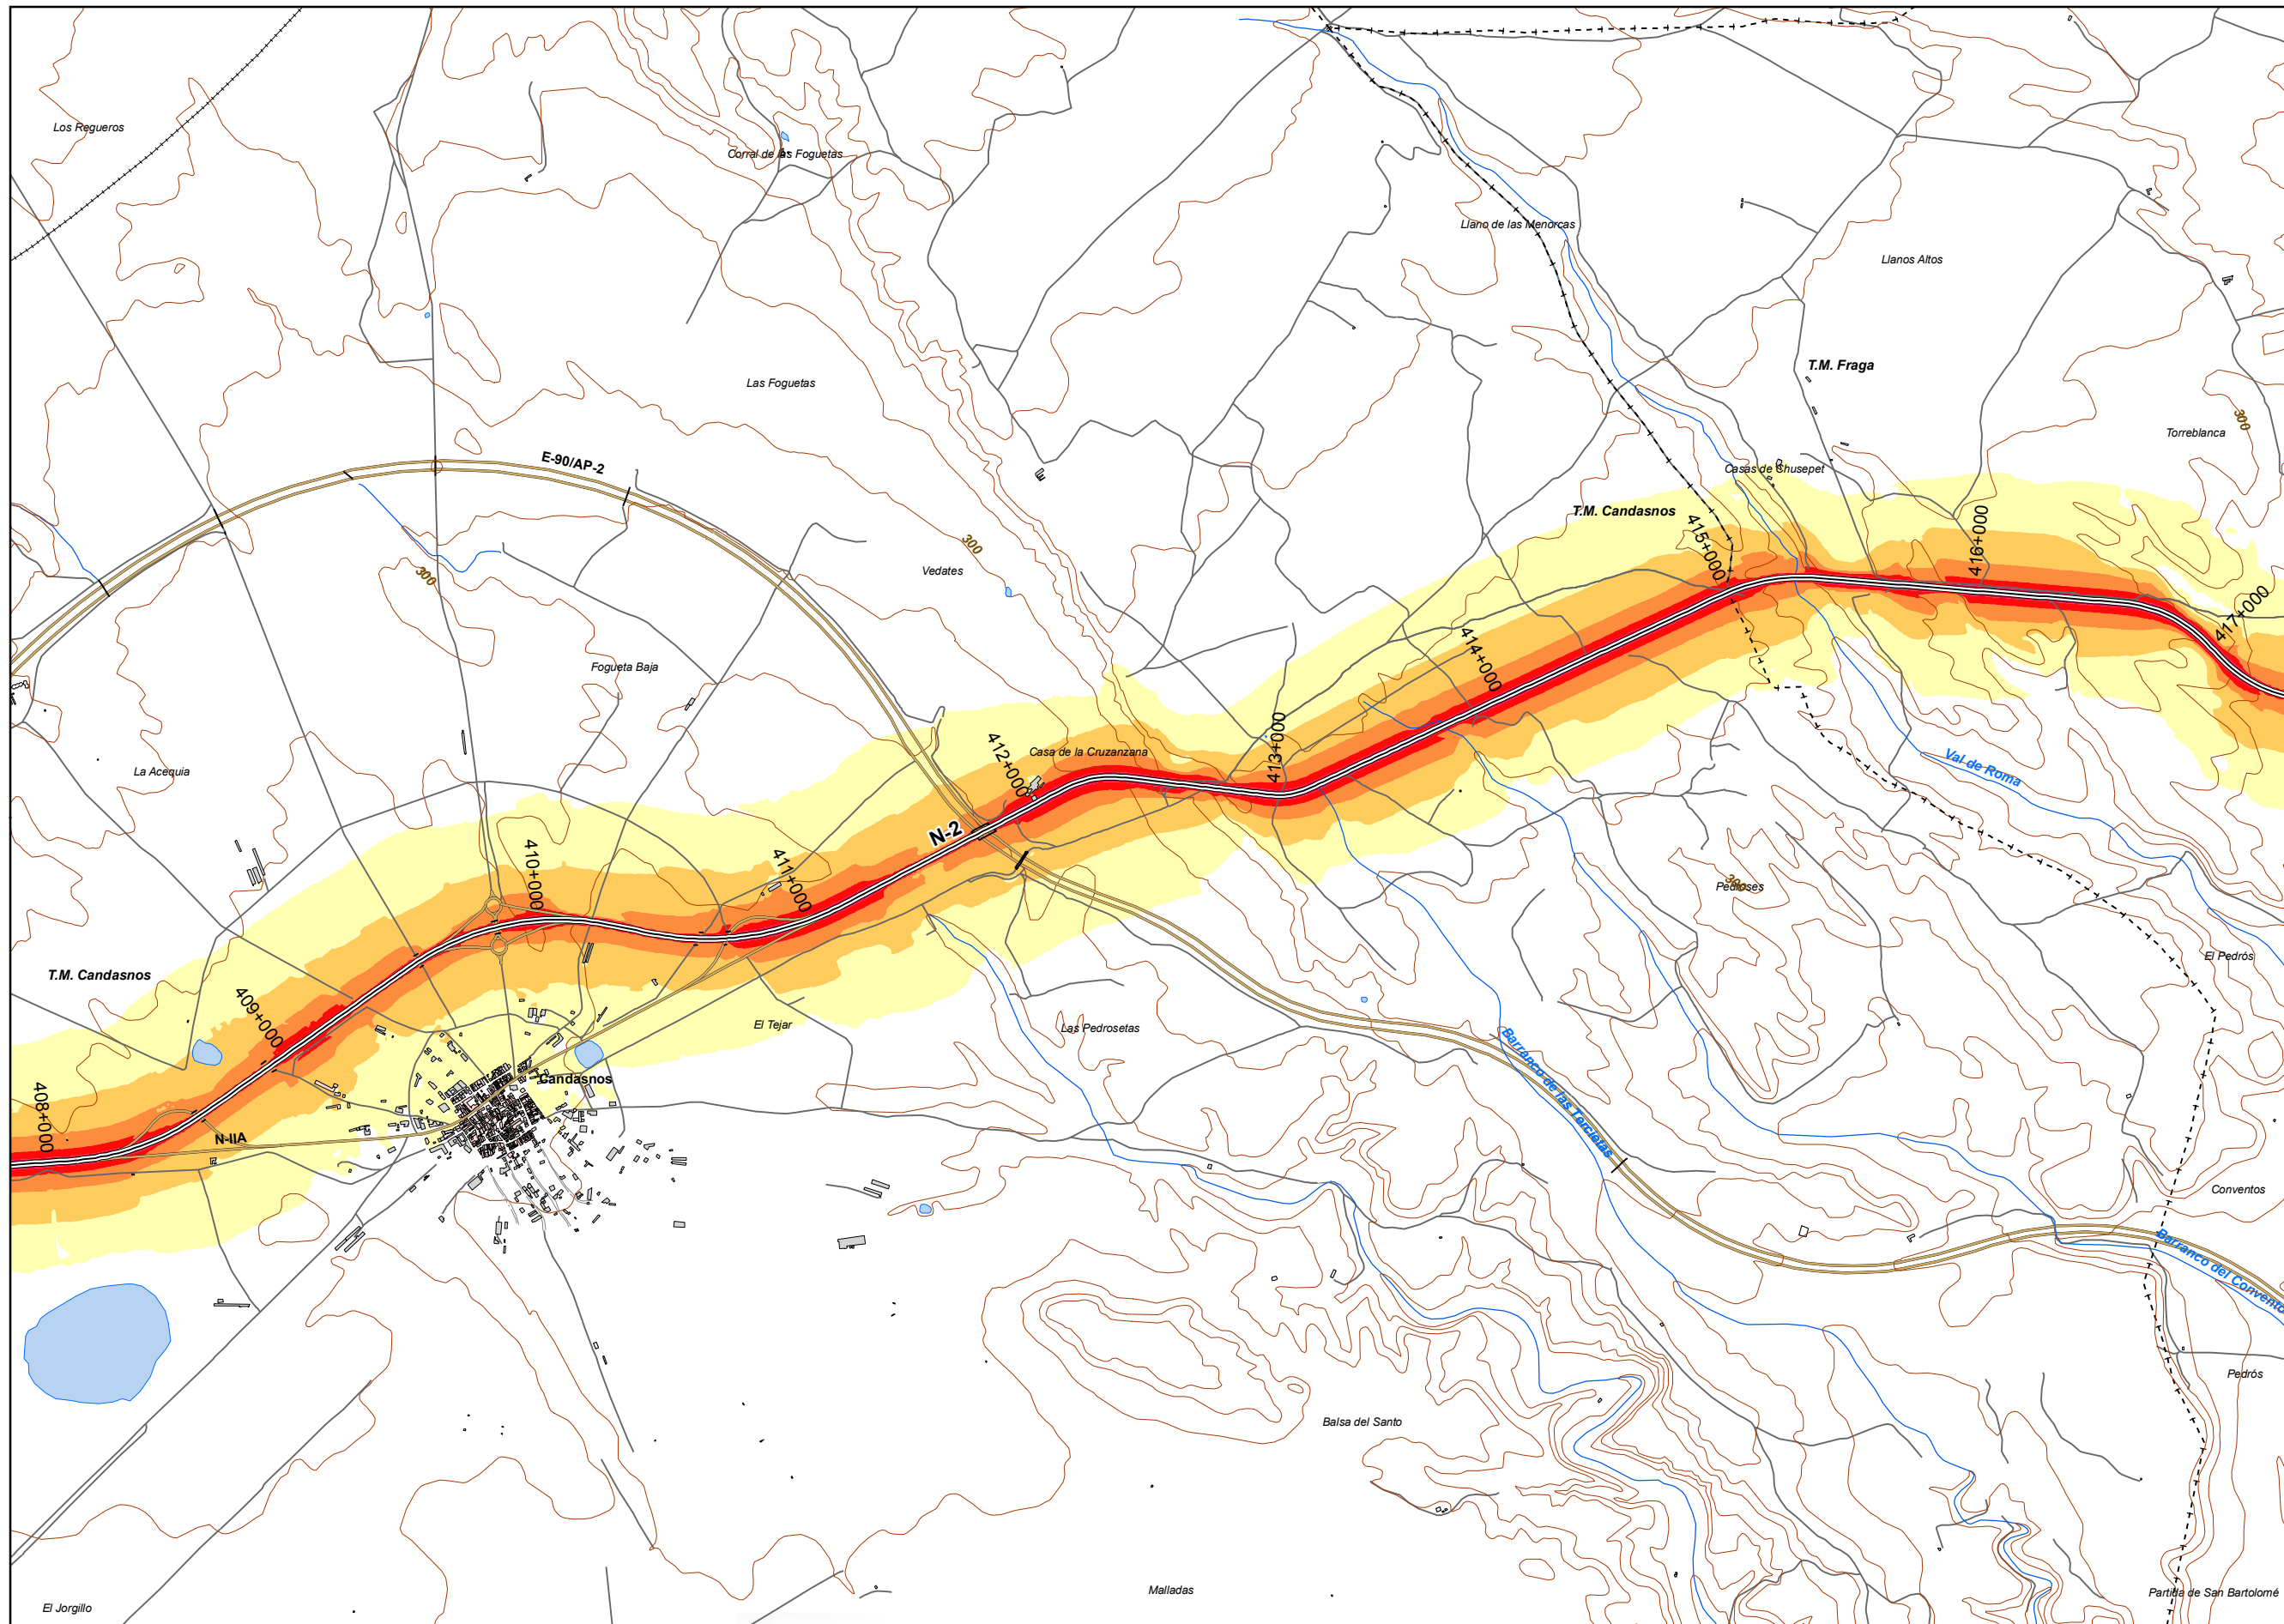 Los Regueros
Corral de las Foguetas
Llano de las Menorcas
Llanos Altos
T.M. Fraga
Las Foguetas
300
Torreblanca
E-90/AP-2
Casas de Chusepet
T.M. Candasnos
415+000
416+000
300
300
Vedates
417+000
Fogueta Baja
414+000
412+000
Casa de la Cruzanzana
413+000
La Acequia
Val de Roma
N-2
410+000
411+000
300
Pedroses
T.M. Candasnos
El Pedrós
409+000
El Tejar
Las Pedrosetas
Barranco de las Tercletas
408+000
Candasnos
N-IIA
Conventos
Barranco del Convento
Pedrós
Balsa del Santo
Malladas
Partida de San Bartolomé
El Jorgillo